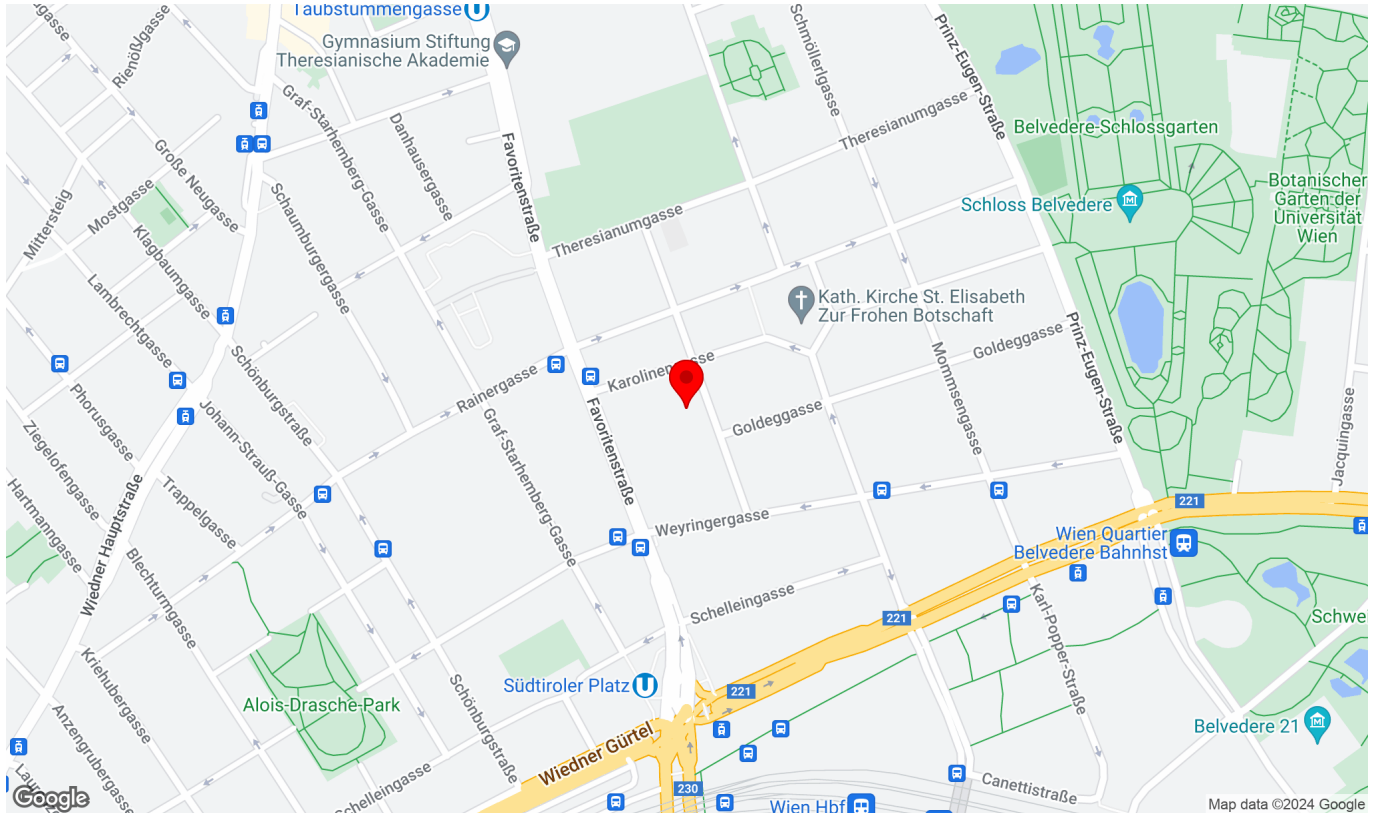 Taubstummengasse
U
Gymnasium Stiftung
Theresianische Akademie
Rienößlgasse
Schmöllerlgasse
Prinz-Eugen-Straße
Graf-Starhemberg-Gasse
Danhausergasse
Favoritenstraße
Theresianumgasse
Belvedere-Schlossgarten
Große Neugasse
Mostgasse
Mittersteig
Schaumburgergasse
Klagbaumgasse
Theresianumgasse
Schloss Belvedere
Botanischer
Garten der
Universität
Wien
Lambrechtgasse
Kath. Kirche St. Elisabeth
Zur Frohen Botschaft
Prinz-Eugen-Straße
Goldeggasse
Mommsengasse
Schönburgstraße
Rainergasse
Phorusgasse
Johann-Strauß-Gasse
Graf-Starhemberg-Gasse
Favoritenstraße
Goldeggasse
Jacquingasse
Ziegelofengasse
Hartmanngasse
Wiedner Hauptstraße
Trappelgasse
Blechturmgasse
Weyringergasse
221
Wien Quartier
Belvedere Bahnhst
Schelleingasse
221
Karl-Popper-Straße
Kriehubergasse
Südtiroler Platz
U
221
Alois-Drasche-Park
Schönburgstraße
Anzengrubergasse
Wiedner Gürtel
Belvedere 21
Schelleingasse
230
Canettistraße
Wien Hbf
Google
Map data ©2024 Google